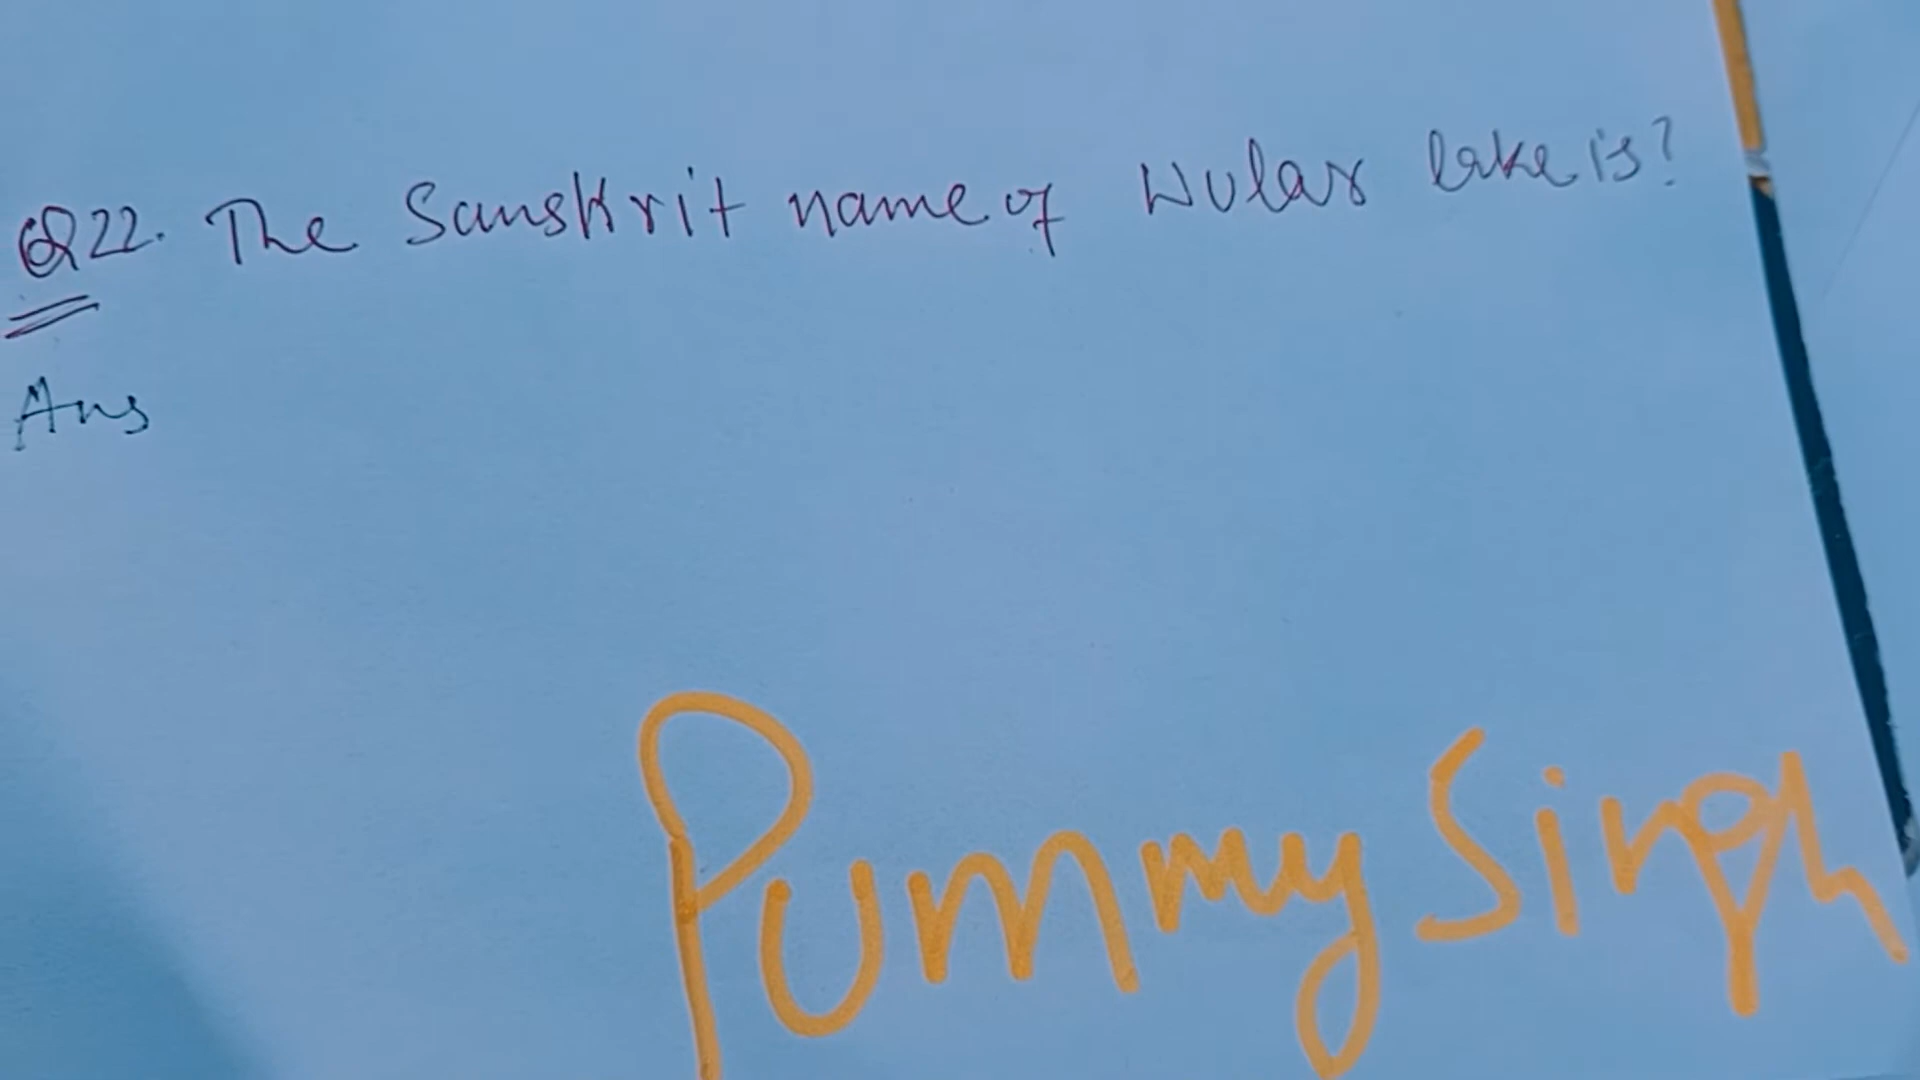 Q22. The Sanskrit name of Wular lake is?
Ans
Pummy Singh